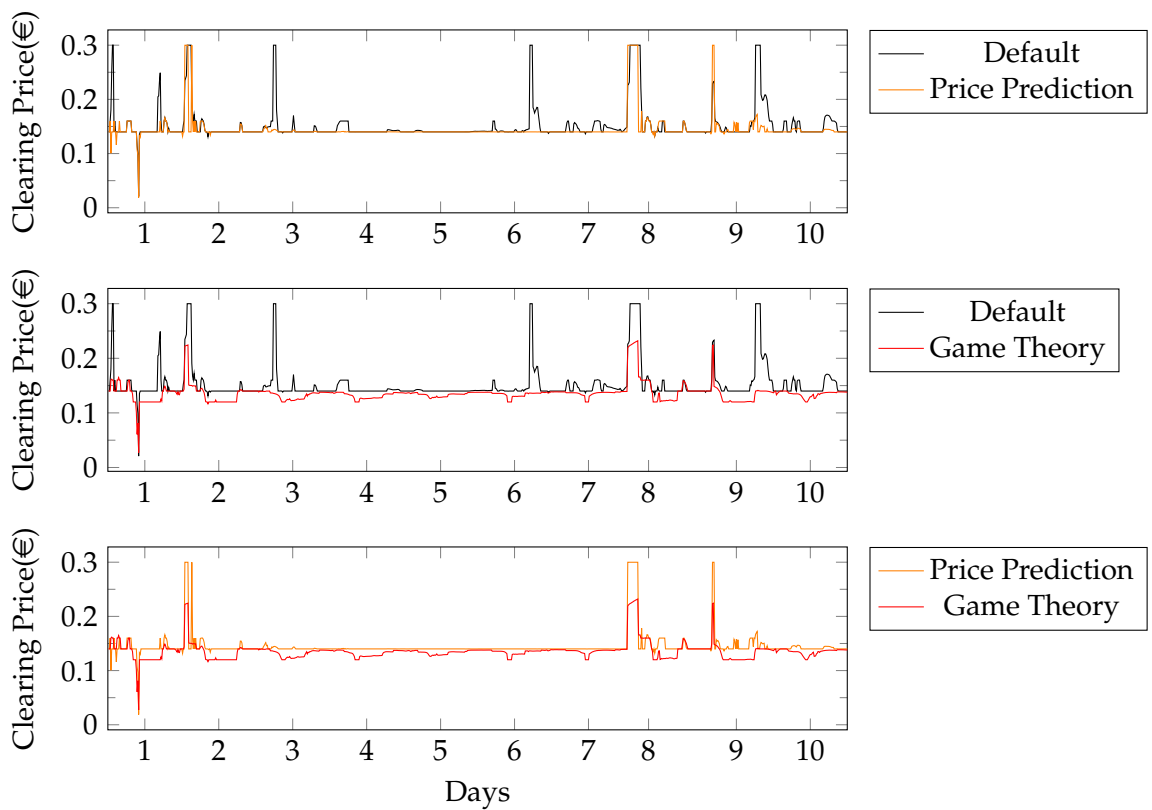 Clearing Price(€)
0.3
0.2
0.1
0
1 2 3 4 5 6 7 8 9 10
Default
Price Prediction
Clearing Price(€)
0.3
0.2
0.1
0
1 2 3 4 5 6 7 8 9 10
Default
Game Theory
Clearing Price(€)
0.3
0.2
0.1
0
1 2 3 4 5 6 7 8 9 10
Days
Price Prediction
Game Theory